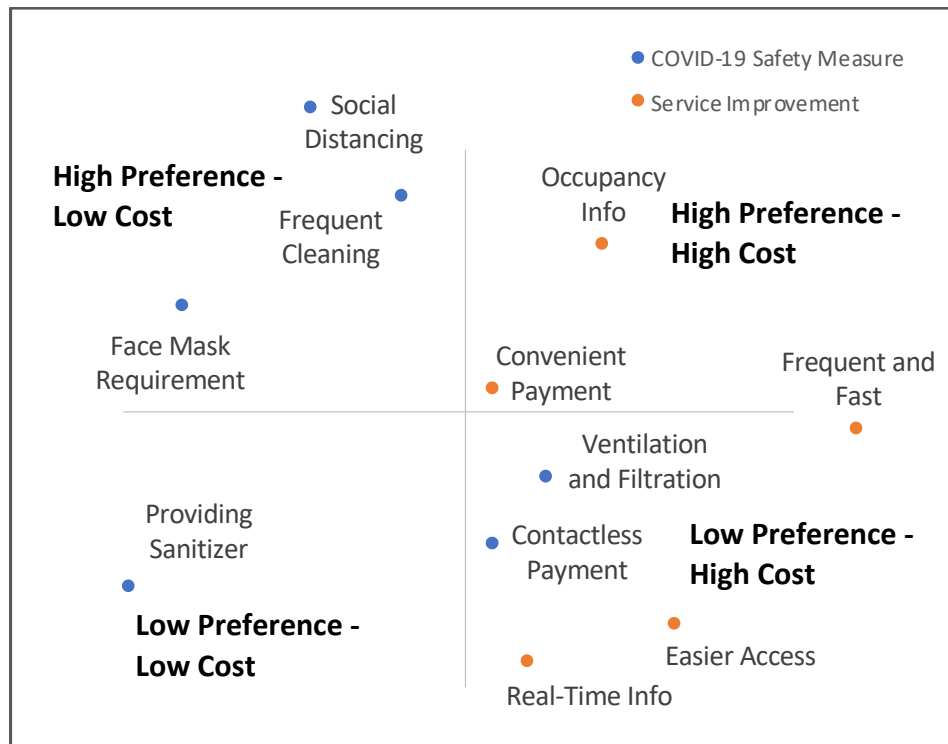 COVID-19 Safety Measure
Service Improvement
Social
Distancing
High Preference -
Low Cost
Frequent
Cleaning
Occupancy
Info
High Preference -
High Cost
Face Mask
Requirement
Convenient
Payment
Frequent and
Fast
Ventilation
and Filtration
Providing
Sanitizer
Contactless
Payment
Low Preference -
High Cost
Low Preference -
Low Cost
Easier Access
Real-Time Info